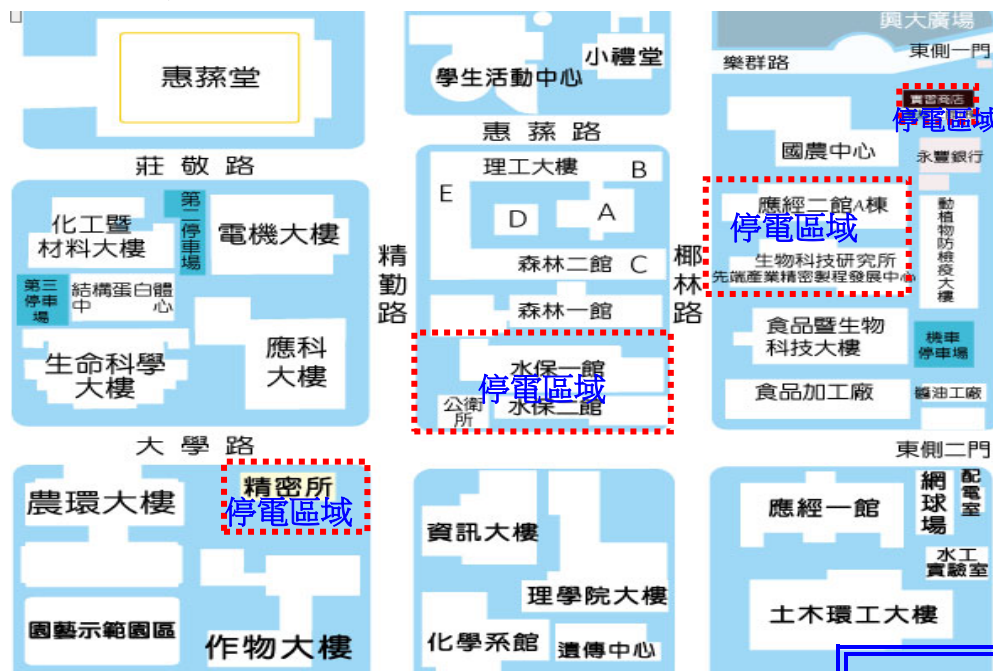 興大廣場
惠蓀堂
學生活動中心
小禮堂
樂群路
東側一門
實習商店
停電區域
惠蓀路
莊敬路
國農中心
永豐銀行
理工大樓
B
E
D
A
森林二館 C
森林一館
化工暨
材料大樓
第二停車場
電機大樓
第三
停車
場
結構蛋白體
中心
生命科學
大樓
應科
大樓
精勤路
椰林路
應經二館A棟
停電區域
生物科技研究所
先端產業精密製程發展中心
動植物防檢疫大樓
食品暨生物
科技大樓
機車
停車場
食品加工廠
醬油工廠
水保一館
停電區域
公衛
所
水保二館
大學路
東側二門
農環大樓
精密所
停電區域
資訊大樓
應經一館
網球場
配電室
水工
實驗室
理學院大樓
土木環工大樓
園藝示範園區
作物大樓
化學系館
遺傳中心